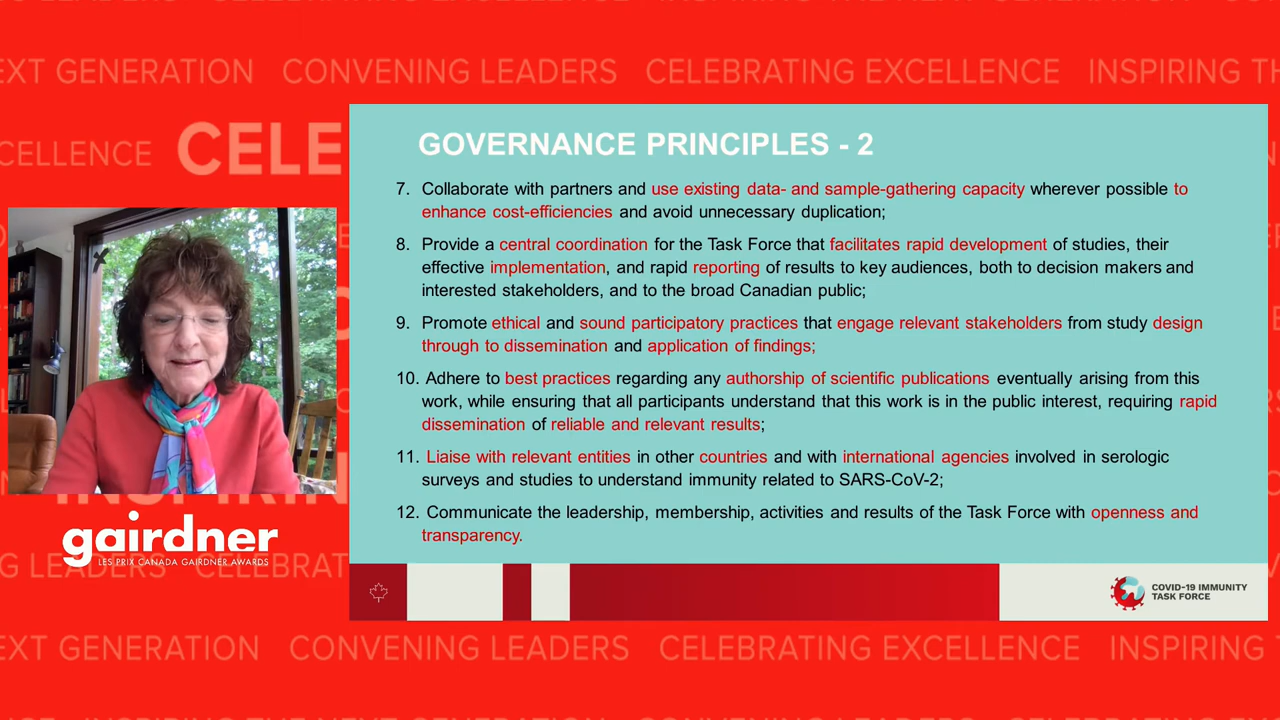 EXT GENERATION CONVENING LEADERS CELEBRATING EXCELLENCE INSPIRING TH
CELLENCE CELE
GOVERNANCE PRINCIPLES - 2
7. Collaborate with partners and use existing data- and sample-gathering capacity wherever possible to
enhance cost-efficiencies and avoid unnecessary duplication;
8. Provide a central coordination for the Task Force that facilitates rapid development of studies, their
effective implementation, and rapid reporting of results to key audiences, both to decision makers and
interested stakeholders, and to the broad Canadian public;
9. Promote ethical and sound participatory practices that engage relevant stakeholders from study design
through to dissemination and application of findings;
10. Adhere to best practices regarding any authorship of scientific publications eventually arising from this
work, while ensuring that all participants understand that this work is in the public interest, requiring rapid
dissemination of reliable and relevant results;
11. Liaise with relevant entities in other countries and with international agencies involved in serologic
surveys and studies to understand immunity related to SARS-CoV-2;
12. Communicate the leadership, membership, activities and results of the Task Force with openness and
transparency.
gairdner
LES PRIX CANADA GAIRDNER AWARDS
G LEADERS CELEBRAT
COVID-19 IMMUNITY
TASK FORCE
EXT GENERATION CONVENING LEADERS CELEBRATING EXCELLENCE INSPIRING